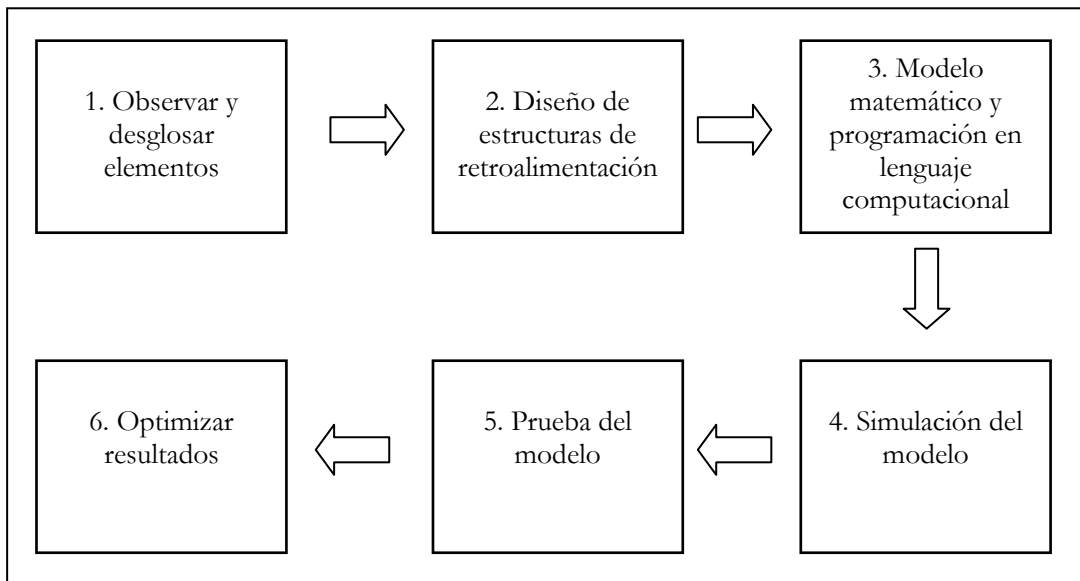 1. Observar y
desglosar
elementos
2. Diseño de
estructuras de
retroalimentación
3. Modelo
matemático y
programación en
lenguaje
computacional
4. Simulación del
modelo
5. Prueba del
modelo
6. Optimizar
resultados